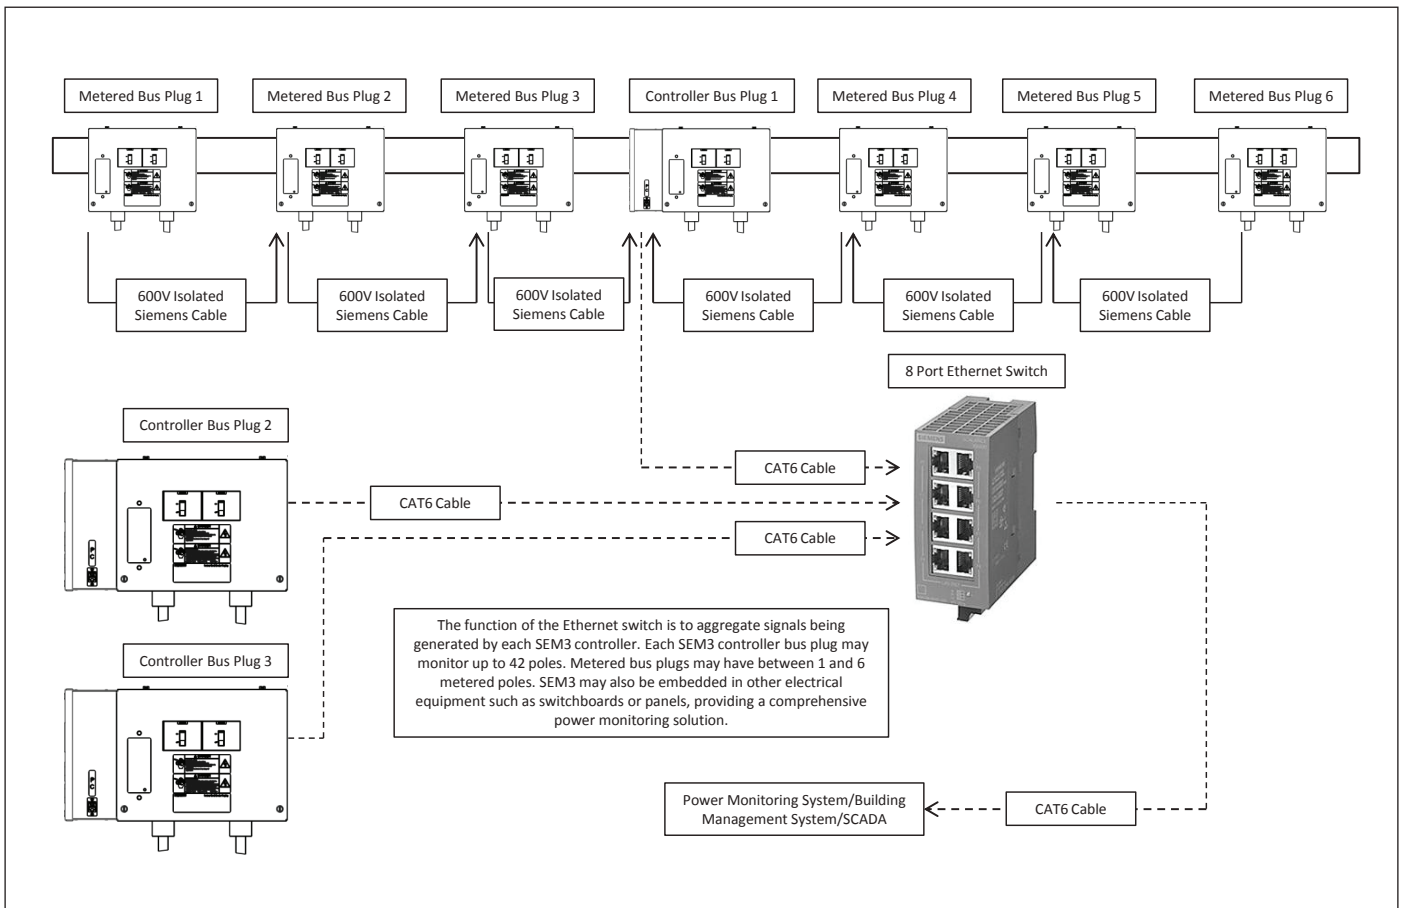 Metered Bus Plug 1
Metered Bus Plug 2
Metered Bus Plug 3
Controller Bus Plug 1
Metered Bus Plug 4
Metered Bus Plug 5
Metered Bus Plug 6
600V Isolated
Siemens Cable
600V Isolated
Siemens Cable
600V Isolated
Siemens Cable
600V Isolated
Siemens Cable
600V Isolated
Siemens Cable
600V Isolated
Siemens Cable
8 Port Ethernet Switch
SIEMENS
Controller Bus Plug 2
CAT6 Cable
CAT6 Cable
CAT6 Cable
The function of the Ethernet switch is to aggregate signals being
generated by each SEM3 controller. Each SEM3 controller bus plug may
monitor up to 42 poles. Metered bus plugs may have between 1 and 6
metered poles. SEM3 may also be embedded in other electrical
equipment such as switchboards or panels, providing a comprehensive
power monitoring solution.
Controller Bus Plug 3
Power Monitoring System/Building
Management System/SCADA
CAT6 Cable